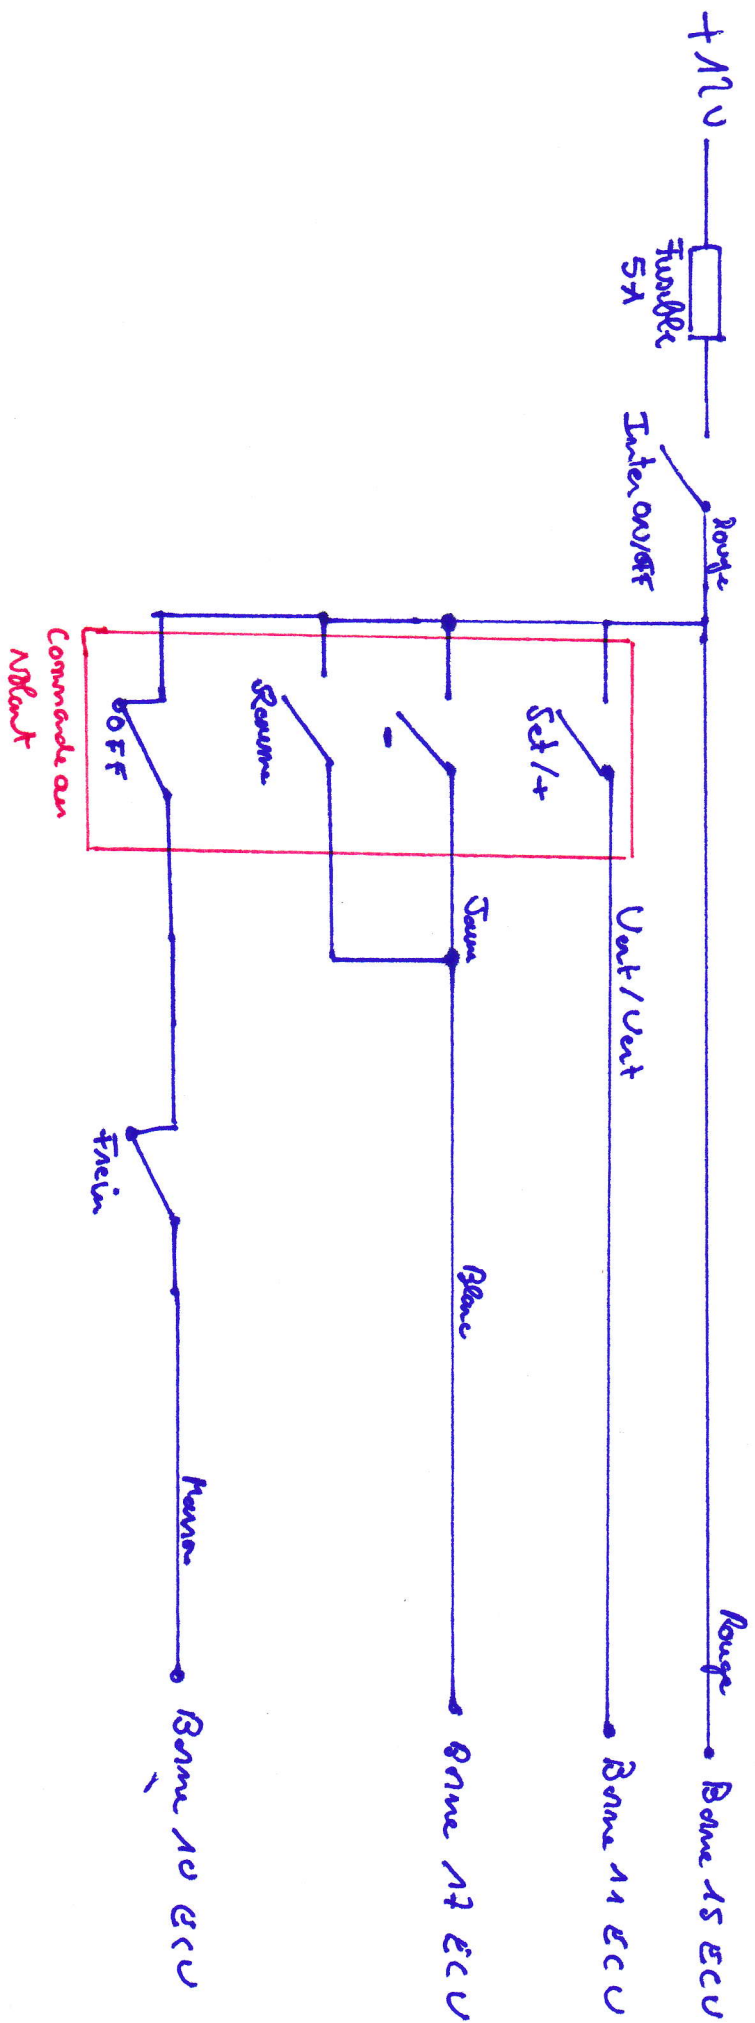 +12V
Fusible
5A
Inter ON/OFF
Rouge
Rouge
Borne 15 ECU
Set/+
Vert/Vert
Borne 11 ECU
-
Jaune
Blanc
Borne 17 ECU
Resume
OFF
Frein
Marron
Borne 10 ECU
Commande au
Volant